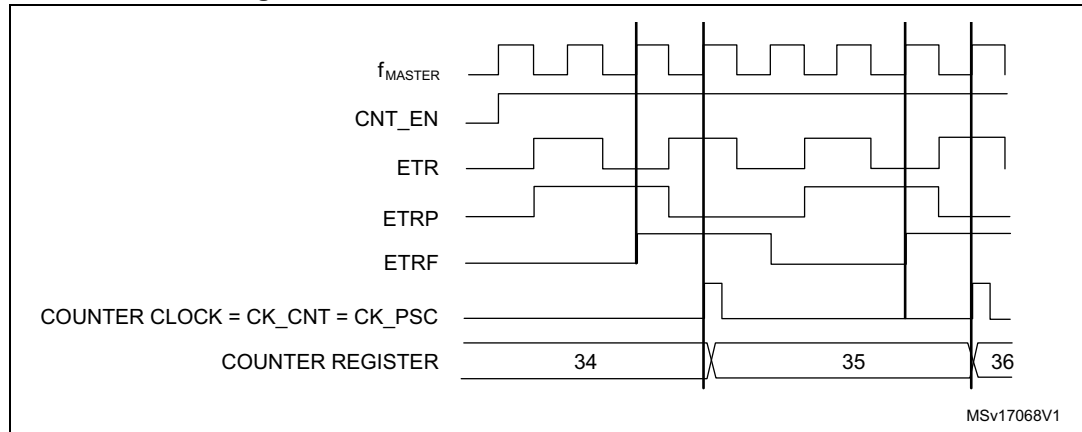 fMASTER
CNT_EN
ETR
ETRP
ETRF
COUNTER CLOCK = CK_CNT = CK_PSC
COUNTER REGISTER 34 35 36
MSv17068V1